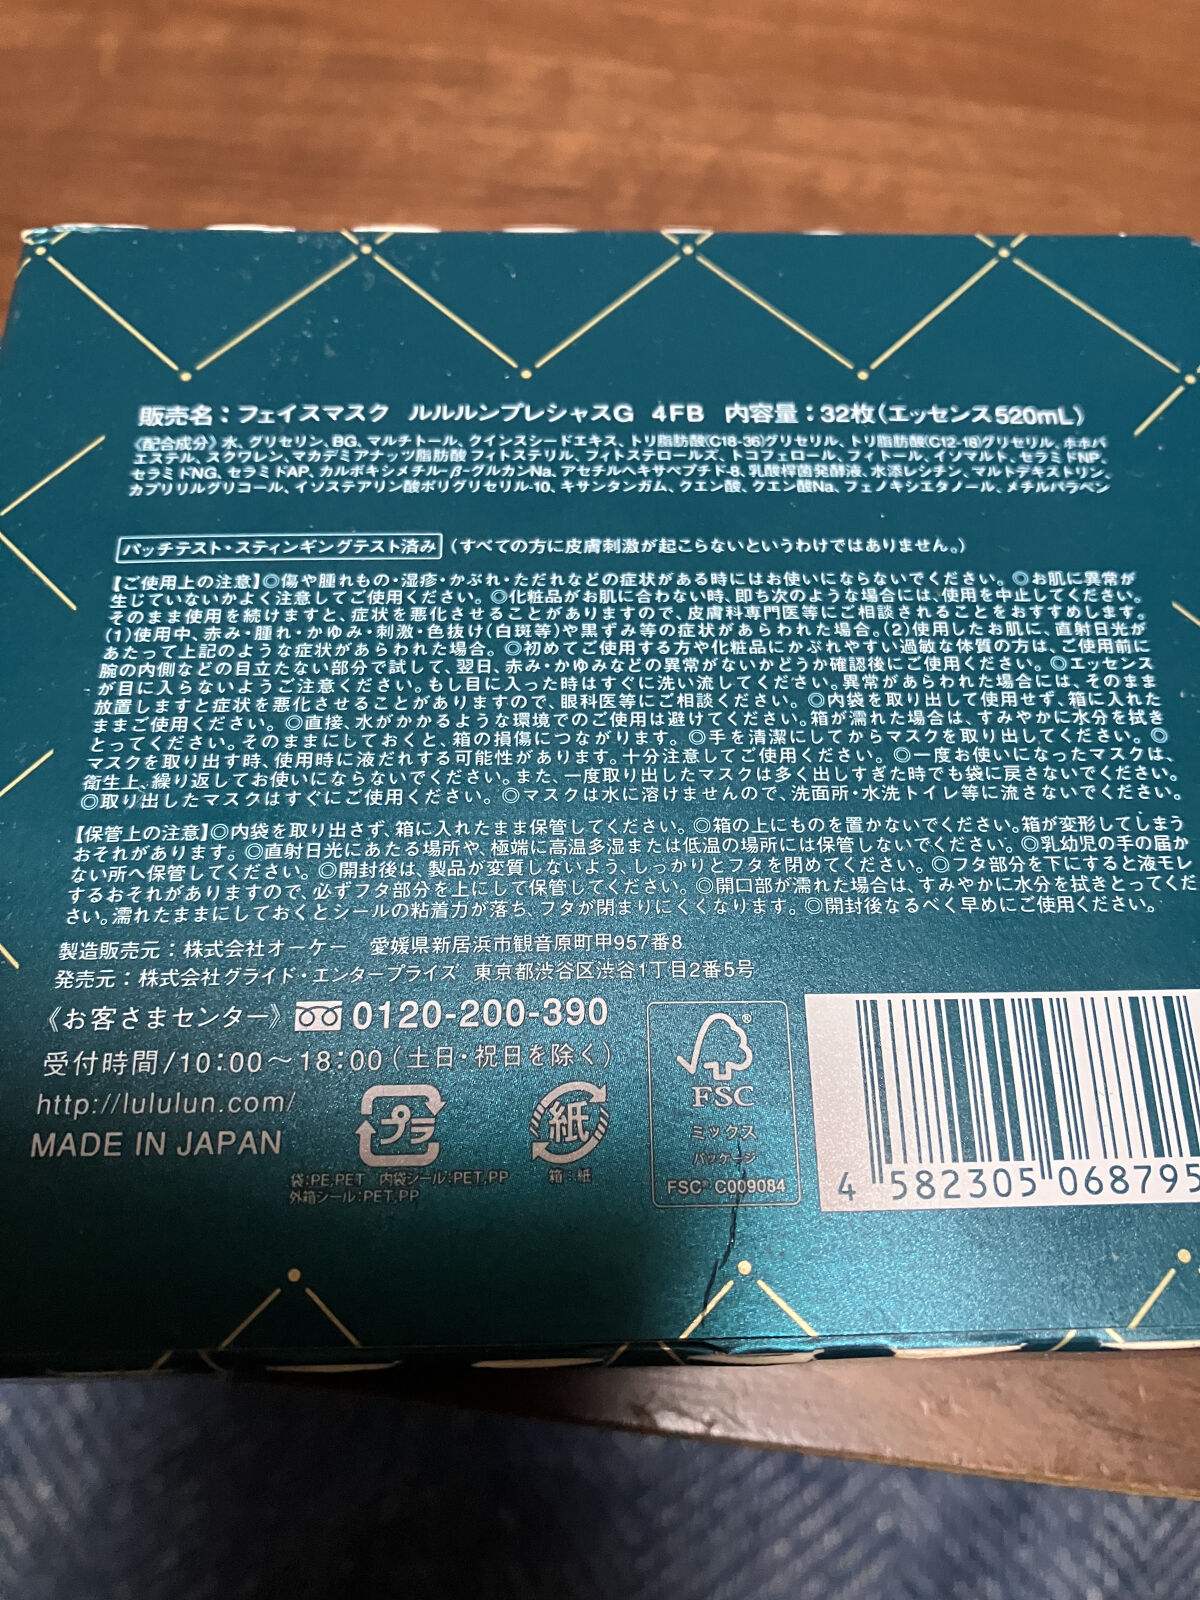 販売名：フェイスマスク ルルルンプレシャスG 4FB 内容量：32枚(エッセンス520mL)
〈配合成分〉水、グリセリン、BG、マルチトール、クインスシードエキス、トリ脂肪酸(C18-36)グリセリル、トリ脂肪酸(C12-18)グリセリル、ホホバ
エステル、スクワレン、マカデミアナッツ脂肪酸フィトステリル、フィトステロールズ、トコフェロール、フィトール、イソマルト、セラミドNP、
セラミドNG、セラミドAP、カルボキシメチル-β-グルカンNa、アセチルヘキサペプチド-8、乳酸桿菌発酵液、水添レシチン、マルトデキストリン、
カプリリルグリコール、イソステアリン酸ポリグリセリル-10、キサンタンガム、クエン酸、クエン酸Na、フェノキシエタノール、メチルパラベン
パッチテスト・スティンギングテスト済み (すべての方に皮膚刺激が起こらないというわけではありません。)
【ご使用上の注意】◎傷や腫れもの・湿疹・かぶれ・ただれなどの症状がある時にはお使いにならないでください。◎お肌に異常が
生じていないかよく注意してご使用ください。◎化粧品がお肌に合わない時、即ち次のような場合には、使用を中止してください。
そのまま使用を続けますと、症状を悪化させることがありますので、皮膚科専門医等にご相談されることをおすすめします。
(1)使用中、赤み・腫れ・かゆみ・刺激・色抜け(白斑等)や黒ずみ等の症状があらわれた場合。(2)使用したお肌に、直射日光が
あたって上記のような症状があらわれた場合。◎初めてご使用する方や化粧品にかぶれやすい過敏な体質の方は、ご使用前に
腕の内側などの目立たない部分で試して、翌日、赤み・かゆみなどの異常がないかどうか確認後にご使用ください。◎エッセンス
が目に入らないようご注意ください。もし目に入った時はすぐに洗い流してください。異常があらわれた場合には、そのまま
放置しますと症状を悪化させることがありますので、眼科医等にご相談ください。◎内袋を取り出して使用せず、箱に入れた
ままご使用ください。◎直接、水がかかるような環境でのご使用は避けてください。箱が濡れた場合は、すみやかに水分を拭き
とってください。そのままにしておくと、箱の損傷につながります。◎手を清潔にしてからマスクを取り出してください。◎
マスクを取り出す時、使用時に液だれする可能性があります。十分注意してご使用ください。◎一度お使いになったマスクは、
衛生上、繰り返してお使いにならないでください。また、一度取り出したマスクは多く出しすぎた時でも袋に戻さないでください。
◎取り出したマスクはすぐにご使用ください。◎マスクは水に溶けませんので、洗面所・水洗トイレ等に流さないでください。
【保管上の注意】◎内袋を取り出さず、箱に入れたまま保管してください。◎箱の上にものを置かないでください。箱が変形してしまう
おそれがあります。◎直射日光にあたる場所や、極端に高温多湿または低温の場所には保管しないでください。◎乳幼児の手の届か
ない所へ保管してください。◎開封後は、製品が変質しないよう、しっかりとフタを閉めてください。◎フタ部分を下にすると液モレ
するおそれがありますので、必ずフタ部分を上にして保管してください。◎開口部が濡れた場合は、すみやかに水分を拭きとってくだ
さい。濡れたままにしておくとシールの粘着力が落ち、フタが閉まりにくくなります。◎開封後なるべく早めにご使用ください。
製造販売元：株式会社オーケー 愛媛県新居浜市観音原町甲957番8
発売元：株式会社グライド・エンタープライズ 東京都渋谷区渋谷1丁目2番5号
《お客さまセンター》 0120-200-390
受付時間/10:00～18:00(土日・祝日を除く)
http://lululun.com/
MADE IN JAPAN
プラ
袋:PE,PET 内袋シール:PET,PP
外箱シール:PET,PP
紙
箱：紙
®
FSC
ミックス
パッケージ
FSC® C009084
4 582305 068795